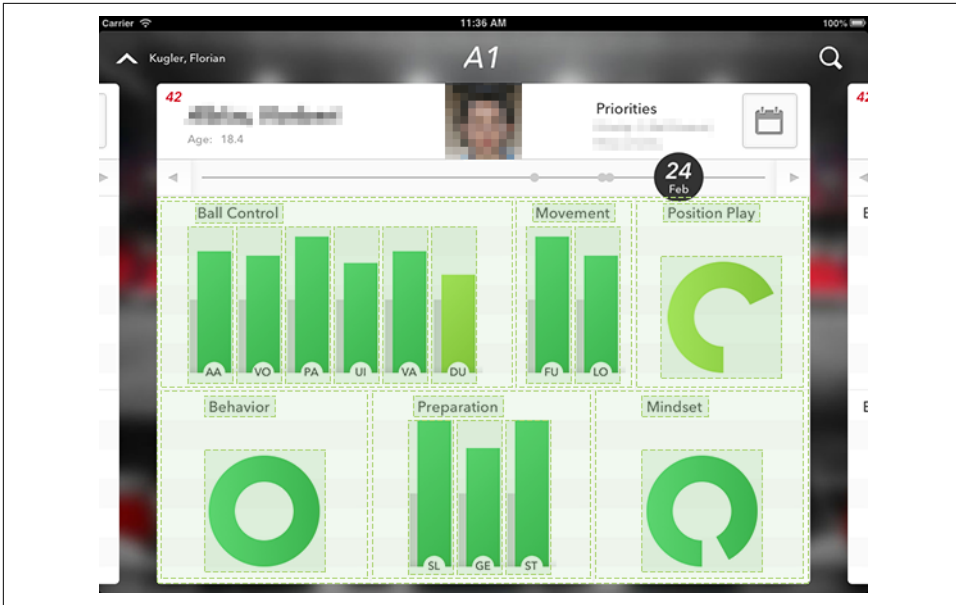 Carrier 11:36 AM 100%
Kugler, Florian A1
42
Age: 18.4
Priorities
42
24
Feb
Ball Control Movement Position Play
AA VO PA UI VA DU FU LO
E
Behavior Preparation Mindset
E
SL GE ST